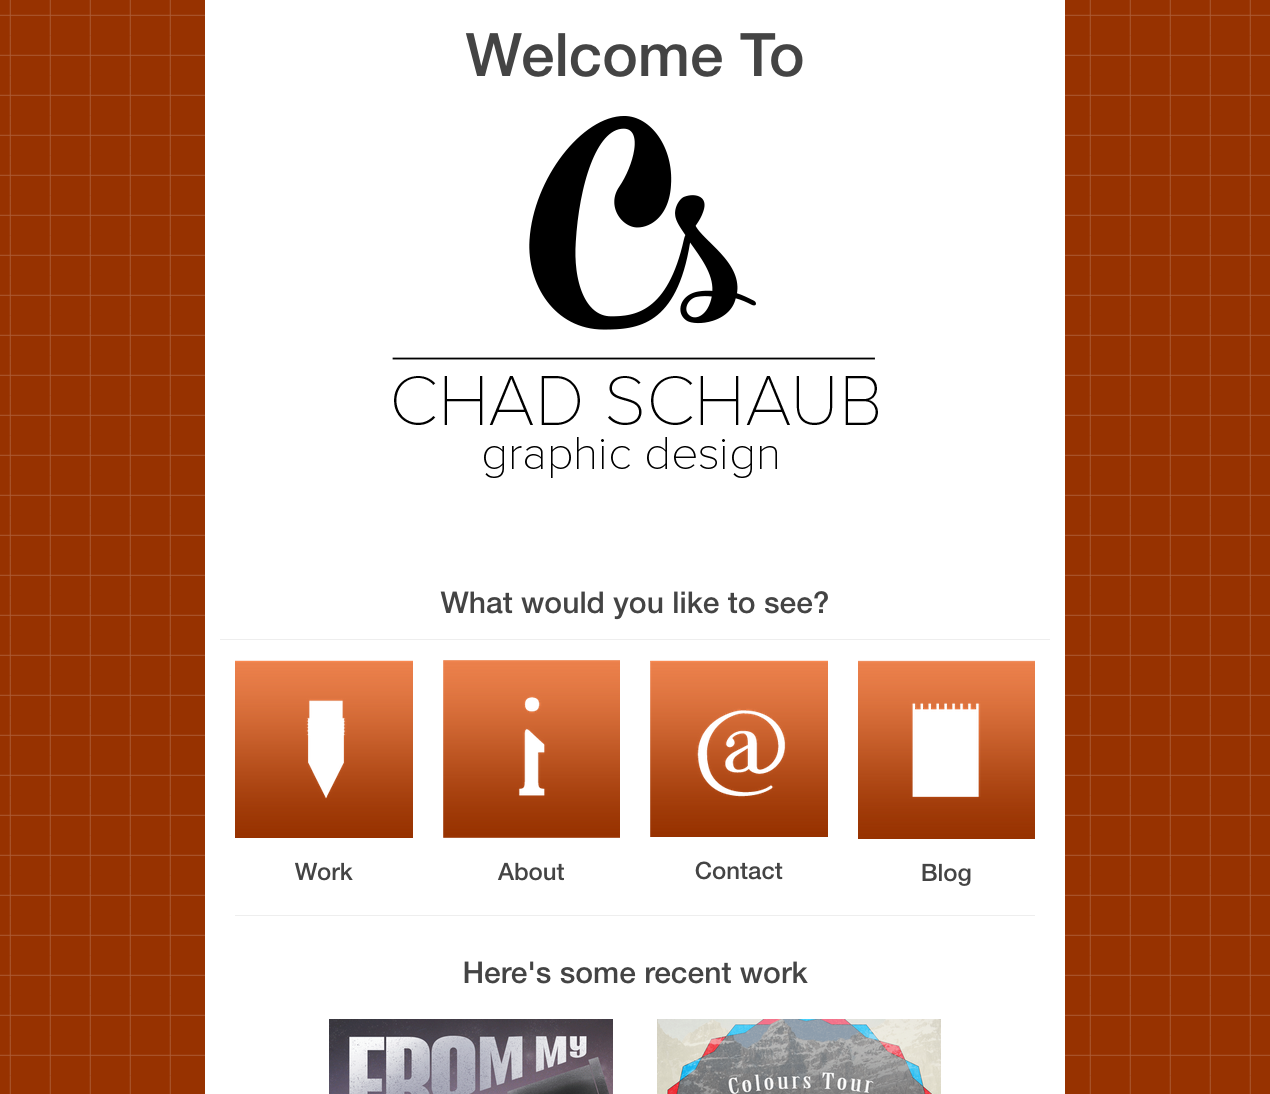 Welcome To
Cs
CHAD SCHAUB
graphic design
What would you like to see?
i
@
Work
About
Contact
Blog
Here's some recent work
FROM MY
Colours Tour